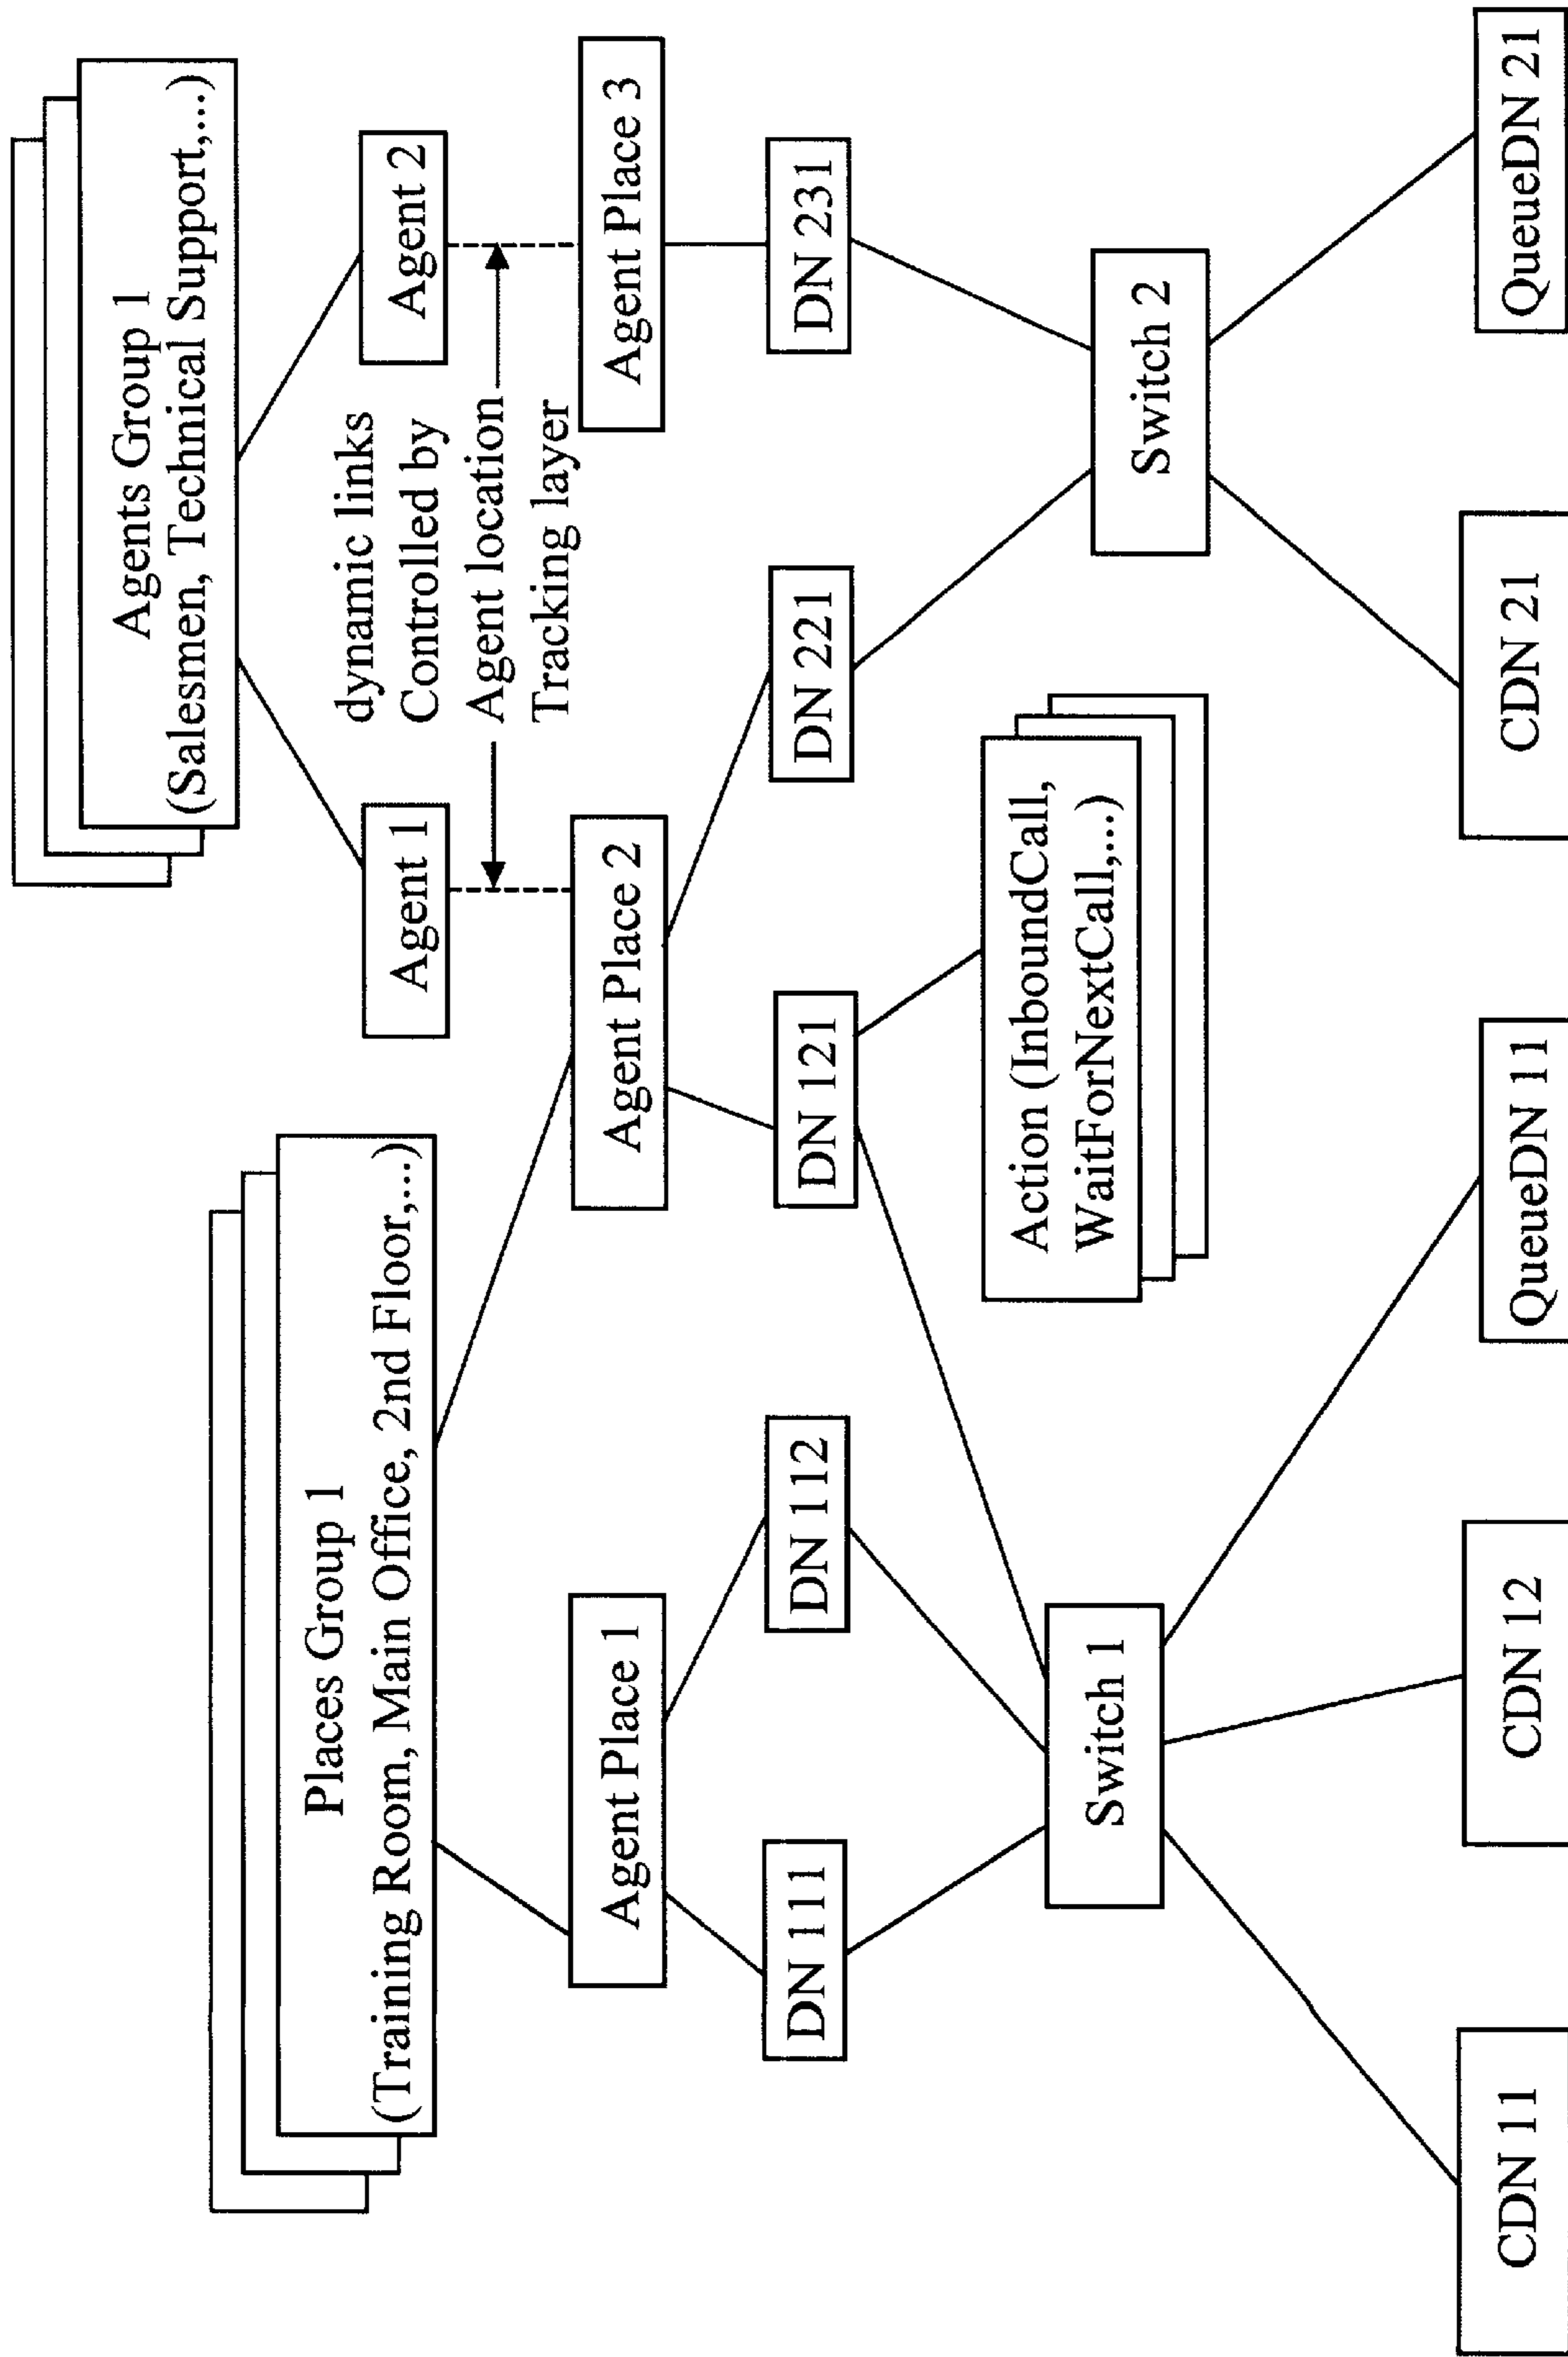 Agents Group 1
(Salesmen, Technical Support,...)
Places Group 1
(Training Room, Main Office, 2nd Floor,...)
Agent 1
Agent 2
dynamic links
Controlled by
Agent location
Tracking layer
Agent Place 1
Agent Place 2
Agent Place 3
DN 111
DN 112
DN 121
DN 221
DN 231
Action (InboundCall,
WaitForNextCall,...)
Switch 1
Switch 2
CDN 11
CDN 12
QueueDN 11
CDN 21
QueueDN 21